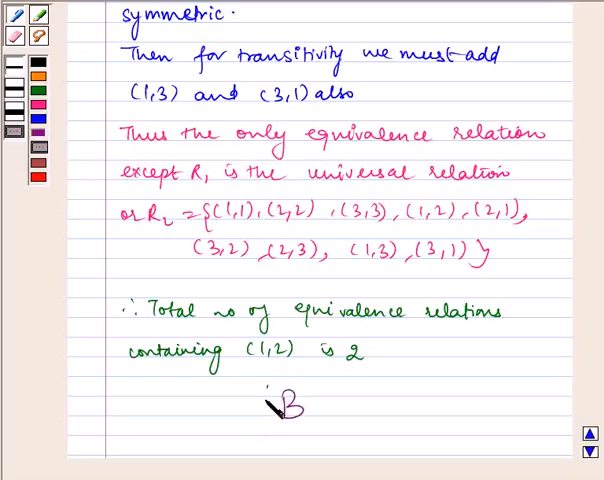 symmetric.
Then for transitivity we must add
(1,3) and (3,1) also
Thus the only equivalence relation
except R₁ is the universal relation
or R₂ = {(1,1), (2,2), (3,3), (1,2), (2,1),
(3,2), (2,3), (1,3), (3,1)}
∴ Total no of equivalence relations
containing (1,2) is 2
B